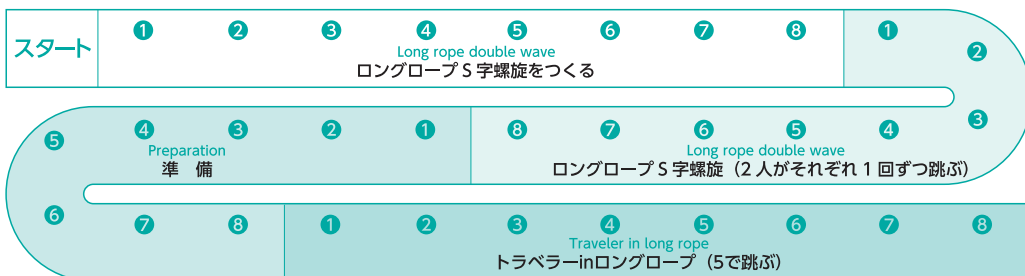 スタート
❶ ❷ ❸ ❹ ❺ ❻ ❼ ❽
Long rope double wave
ロングロープ S 字螺旋をつくる
❶ ❷ ❸ ❹ ❺ ❻ ❼ ❽
Long rope double wave
ロングロープ S 字螺旋（2 人がそれぞれ 1 回ずつ跳ぶ）
❶ ❷ ❸ ❹ ❺ ❻ ❼ ❽
Preparation
準　備
❶ ❷ ❸ ❹ ❺ ❻ ❼ ❽
Traveler in long rope
トラベラーinロングロープ（5で跳ぶ）